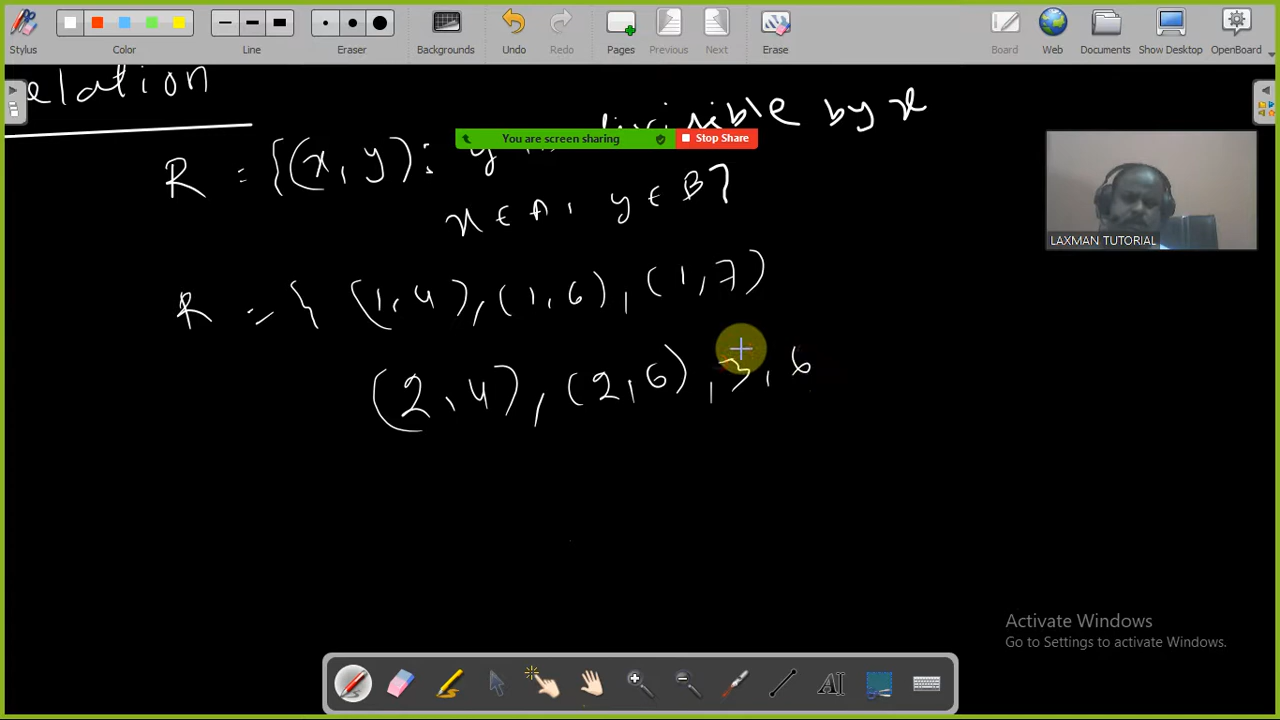 Stylus Color Line Eraser Backgrounds Undo Redo Pages Previous Next Erase Board Web Documents Show Desktop OpenBoard
elation
You are screen sharing Stop Share
R = {(x, y) : y divisible by x
x ∈ A, y ∈ B}
LAXMAN TUTORIAL
R = { (1,4), (1,6), (1,7)
(2,4), (2,6), 3, 6
Activate Windows
Go to Settings to activate Windows.
AI